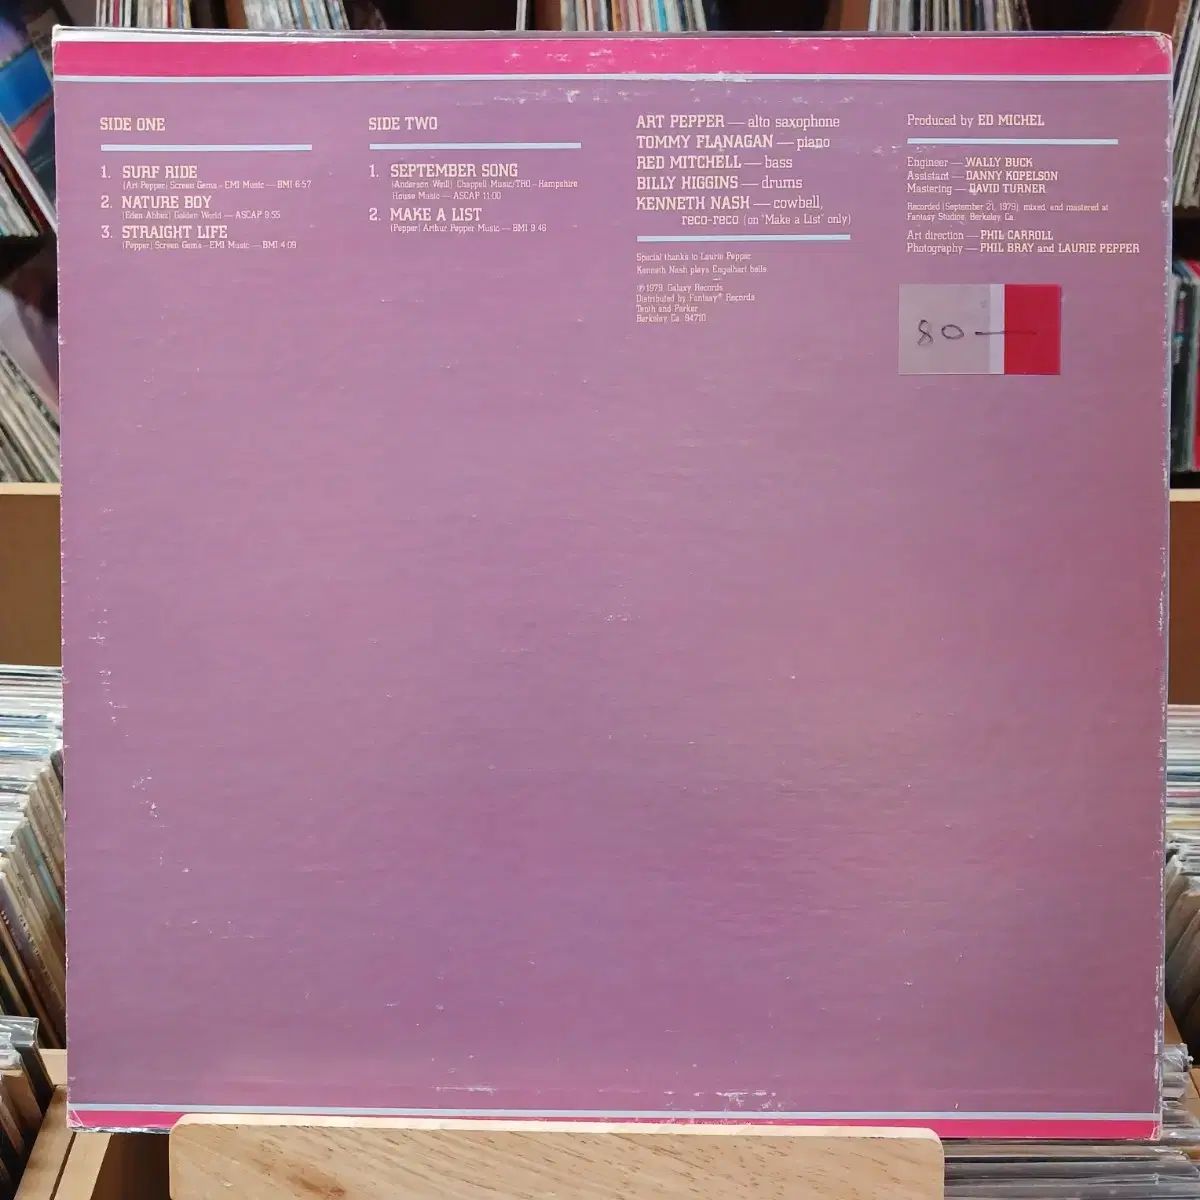 SIDE ONE
1. SURF RIDE
(Art Pepper) Screen Gems-EMI Music — BMI 6:57
2. NATURE BOY
(Eden Ahbez) Golden World — ASCAP 9:55
3. STRAIGHT LIFE
(Pepper) Screen Gems-EMI Music — BMI 4:09
SIDE TWO
1. SEPTEMBER SONG
(Anderson-Weill) Chappell Music/TRO-Hampshire
House Music — ASCAP 11:00
2. MAKE A LIST
(Pepper) Arthur Pepper Music — BMI 9:46
ART PEPPER — alto saxophone
TOMMY FLANAGAN — piano
RED MITCHELL — bass
BILLY HIGGINS — drums
KENNETH NASH — cowbell,
reco-reco (on "Make a List" only)
Special thanks to Laurie Pepper
Kenneth Nash plays Engelhart bells
℗ 1979, Galaxy Records
Distributed by Fantasy® Records
Tenth and Parker
Berkeley, Ca. 94710
Produced by ED MICHEL
Engineer — WALLY BUCK
Assistant — DANNY KOPELSON
Mastering — DAVID TURNER
Recorded (September 21, 1979), mixed, and mastered at
Fantasy Studios, Berkeley, Ca.
Art direction — PHIL CARROLL
Photography — PHIL BRAY and LAURIE PEPPER
80—